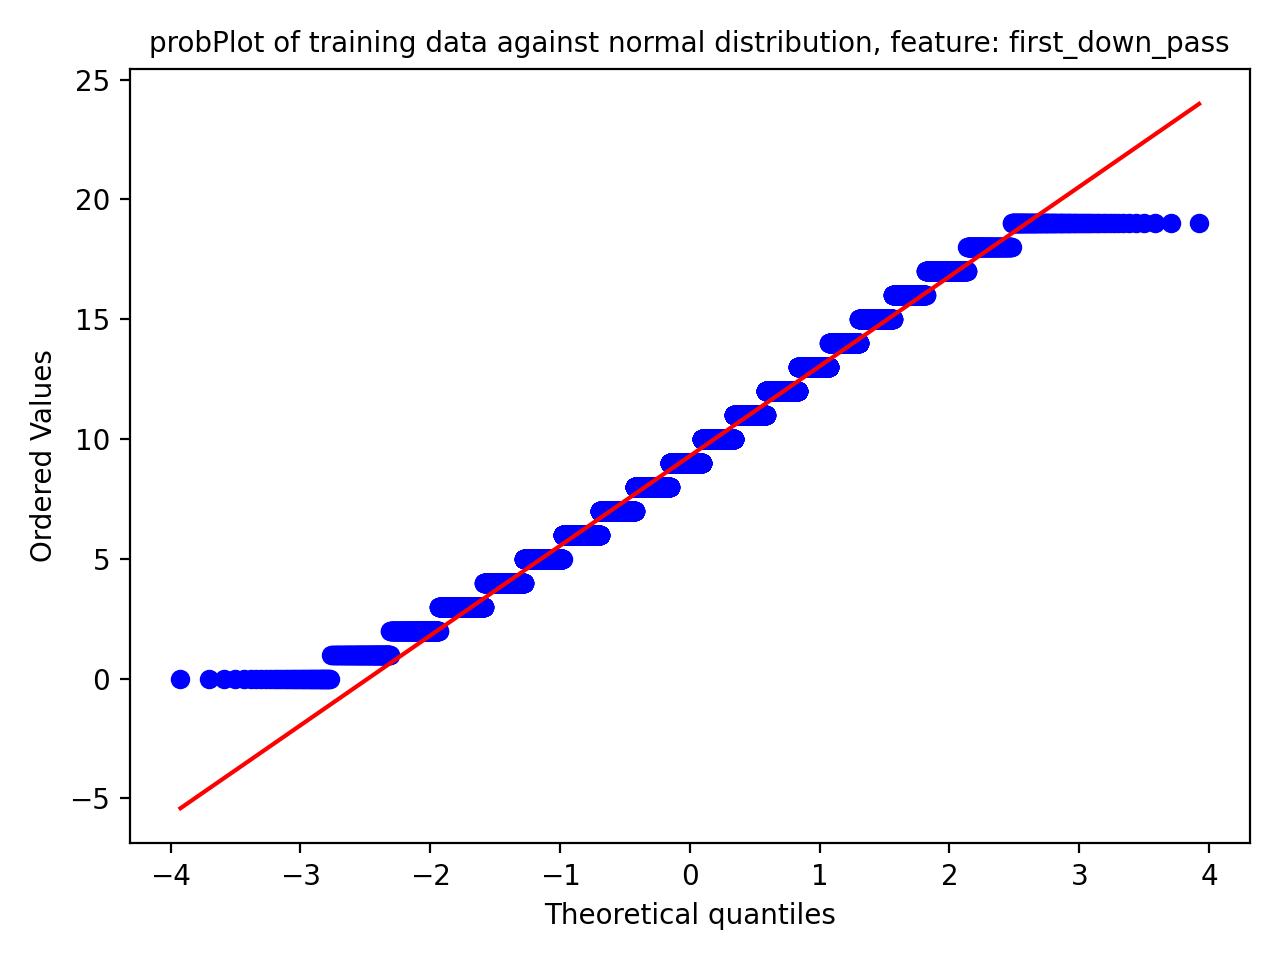 probPlot of training data against normal distribution, feature: first_down_pass
25
20
15
10
5
0
−5
Ordered Values
−4 −3 −2 −1 0 1 2 3 4
Theoretical quantiles